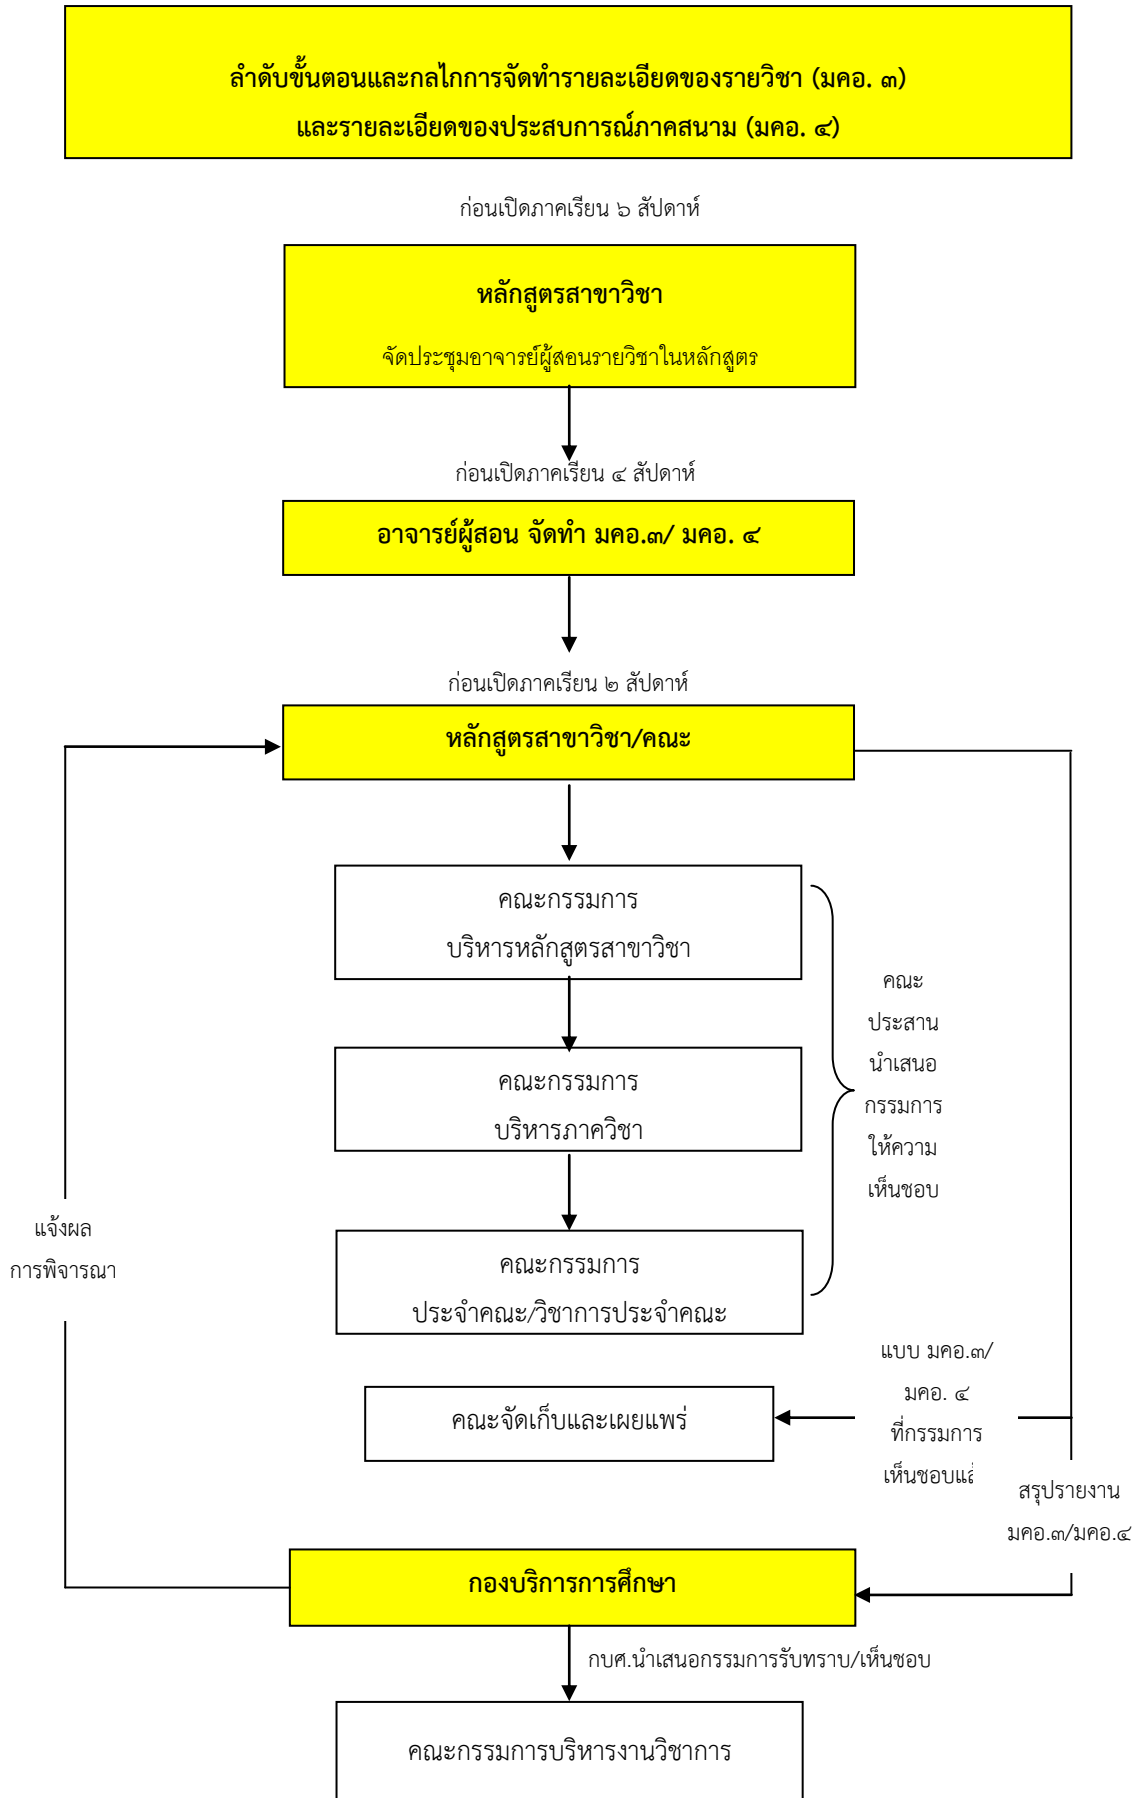 ลำดับขั้นตอนและกลไกการจัดทำรายละเอียดของรายวิชา (มคอ. ๓)
และรายละเอียดของประสบการณ์ภาคสนาม (มคอ. ๔)
ก่อนเปิดภาคเรียน ๖ สัปดาห์
หลักสูตรสาขาวิชา
จัดประชุมอาจารย์ผู้สอนรายวิชาในหลักสูตร
ก่อนเปิดภาคเรียน ๔ สัปดาห์
อาจารย์ผู้สอน จัดทำ มคอ.๓/ มคอ. ๔
ก่อนเปิดภาคเรียน ๒ สัปดาห์
หลักสูตรสาขาวิชา/คณะ
คณะกรรมการ
บริหารหลักสูตรสาขาวิชา
คณะกรรมการ
บริหารภาควิชา
คณะกรรมการ
ประจำคณะ/วิชาการประจำคณะ
คณะ
ประสาน
นำเสนอ
กรรมการ
ให้ความ
เห็นชอบ
แจ้งผล
การพิจารณา
คณะจัดเก็บและเผยแพร่
แบบ มคอ.๓/
มคอ. ๔
ที่กรรมการ
เห็นชอบแล้
สรุปรายงาน
มคอ.๓/มคอ.๔
กองบริการการศึกษา
กบศ.นำเสนอกรรมการรับทราบ/เห็นชอบ
คณะกรรมการบริหารงานวิชาการ